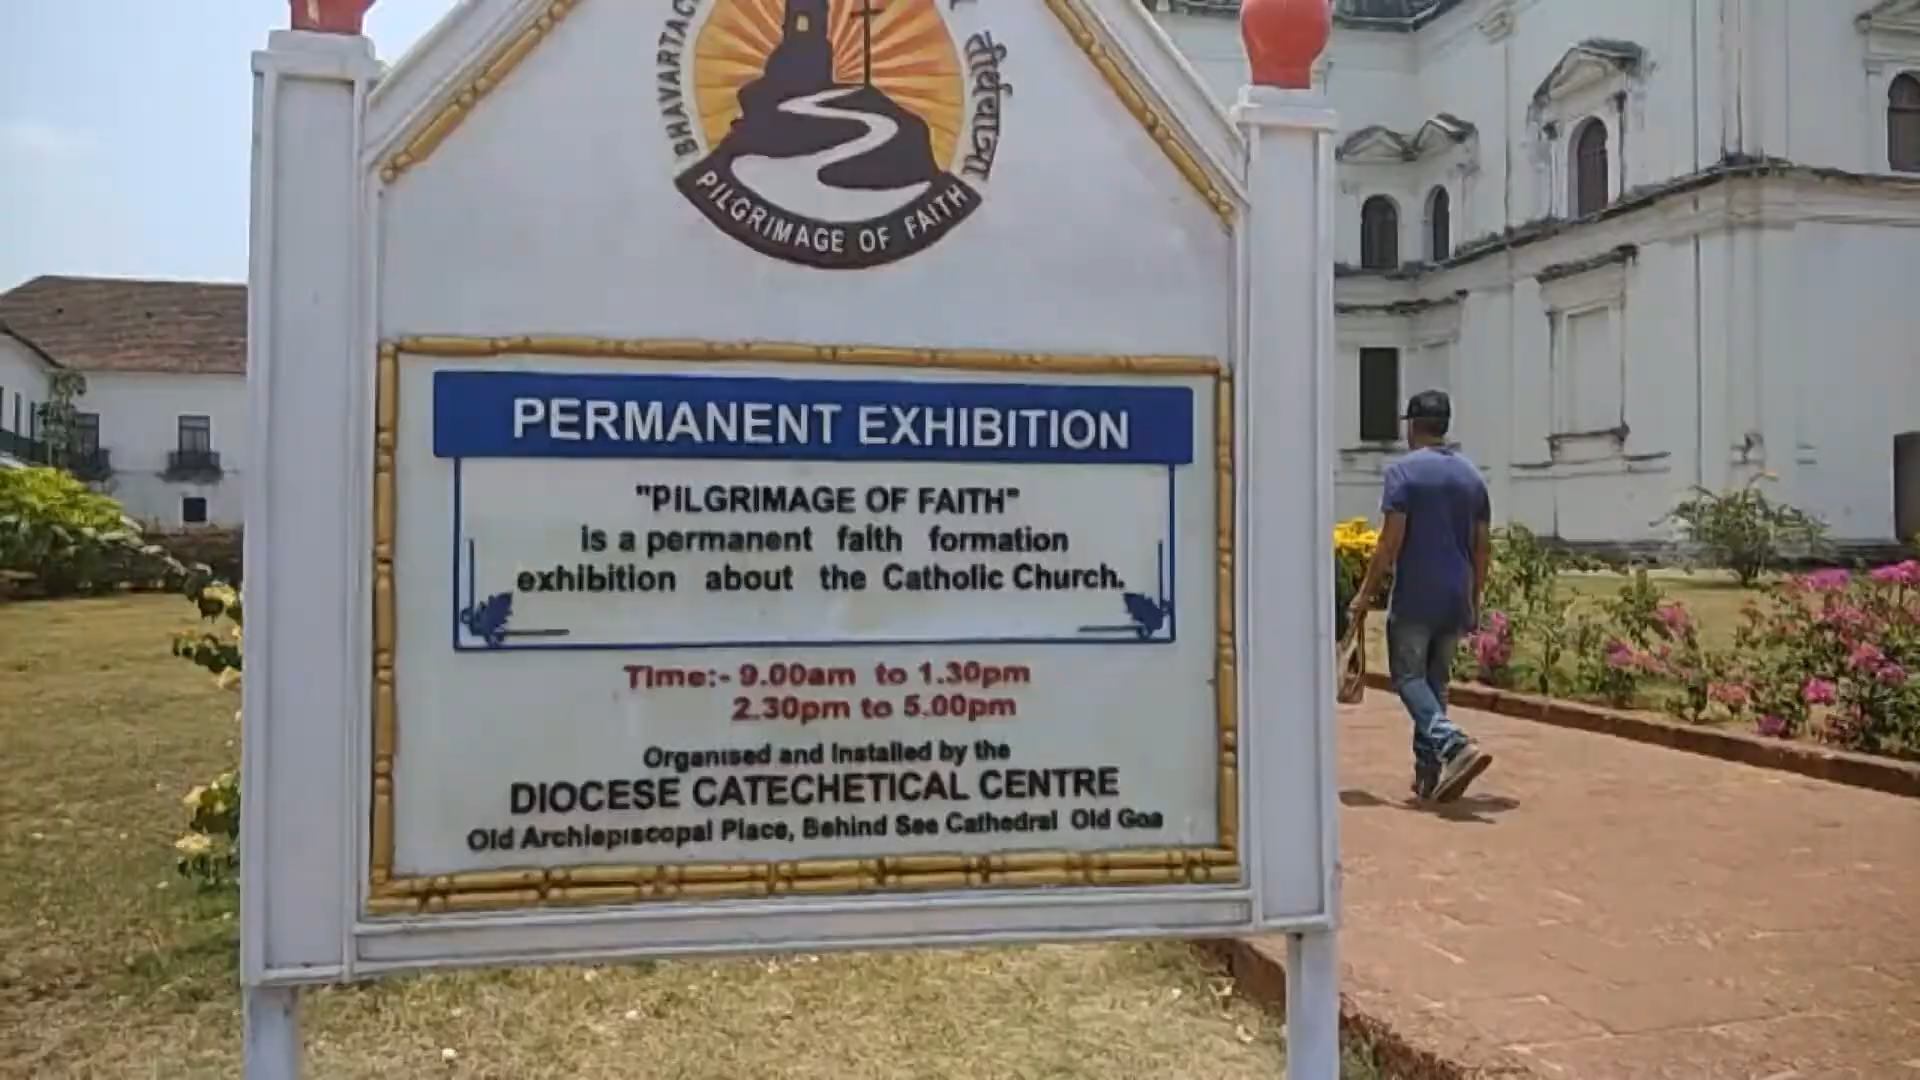 तीर्थयात्रा
PILGRIMAGE OF FAITH
PERMANENT EXHIBITION
"PILGRIMAGE OF FAITH"
is a permanent faith formation
exhibition about the Catholic Church.
Time:- 9.00am to 1.30pm
2.30pm to 5.00pm
Organised and Installed by the
DIOCESE CATECHETICAL CENTRE
Old Archiepiscopal Place, Behind See Cathedral Old Goa